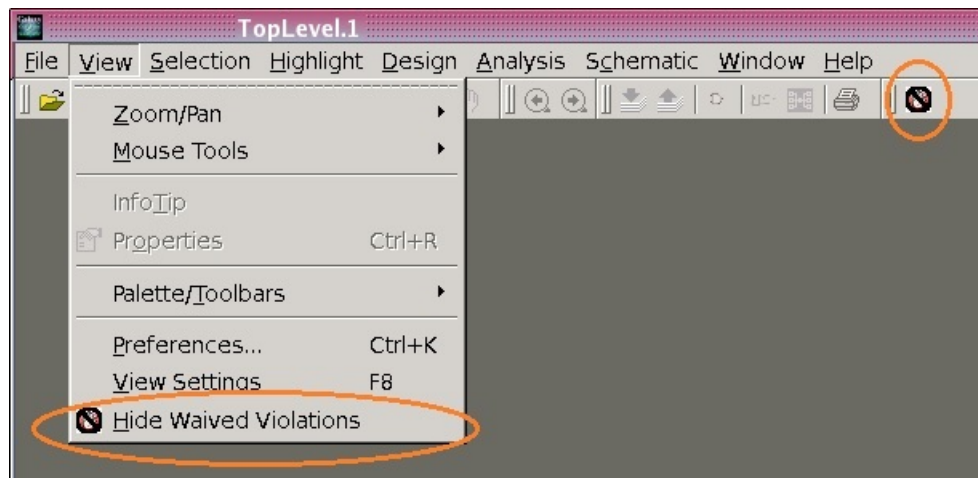 TopLevel.1
File View Selection Highlight Design Analysis Schematic Window Help
Zoom/Pan
Mouse Tools
InfoTip
Properties Ctrl+R
Palette/Toolbars
Preferences... Ctrl+K
View Settings F8
Hide Waived Violations